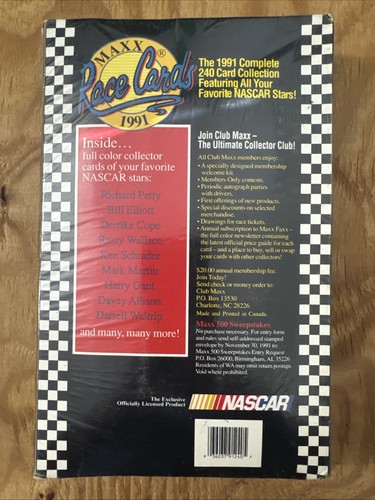 MAXX ®
Race Cards
1991
The 1991 Complete
240 Card Collection
Featuring All Your
Favorite NASCAR Stars!
Inside…
full color collector
cards of your favorite
NASCAR stars:
Richard Petty
Bill Elliott
Derrike Cope
Rusty Wallace
Ken Schrader
Mark Martin
Harry Gant
Davey Allison
Darrell Waltrip
and many, many more!
Join Club Maxx –
The Ultimate Collector Club!
All Club Maxx members enjoy:
• A specially designed membership
welcome kit.
• Members-Only contests.
• Periodic autograph parties
with drivers.
• First offerings of new products.
• Special discounts on selected
merchandise.
• Drawings for race tickets.
• Annual subscription to Maxx Facts –
the full color newsletter containing
the latest official price guide for each
card – and a place to buy, sell or swap
your cards with other collectors!
$20.00 annual membership fee.
Join Today!
Send check or money order to:
Club Maxx
P.O. Box 13530
Charlotte, NC 28226
Made and Printed in Canada.
Maxx 500 Sweepstakes
No purchase necessary. For entry form
and rules send self-addressed stamped
envelope by November 30, 1991 to:
Maxx 500 Sweepstakes Entry Request
P.O. Box 26000, Birmingham, AL 35226
Residents of WA may omit return postage.
Void where prohibited.
The Exclusive
Officially Licensed Product
NASCAR